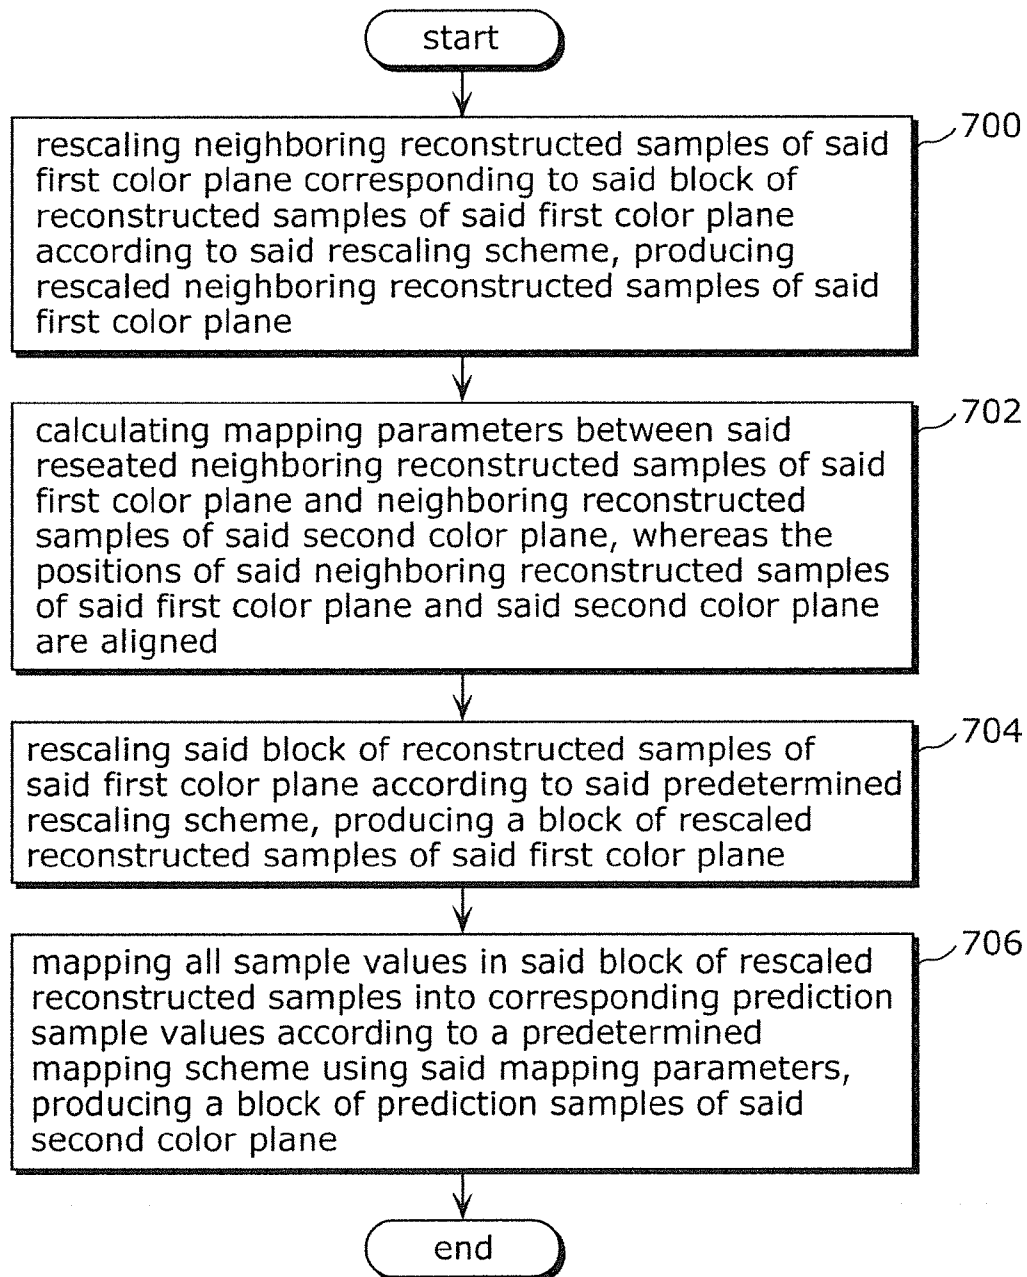 start
700
rescaling neighboring reconstructed samples of said
first color plane corresponding to said block of
reconstructed samples of said first color plane
according to said rescaling scheme, producing
rescaled neighboring reconstructed samples of said
first color plane
702
calculating mapping parameters between said
reseated neighboring reconstructed samples of said
first color plane and neighboring reconstructed
samples of said second color plane, whereas the
positions of said neighboring reconstructed samples
of said first color plane and said second color plane
are aligned
704
rescaling said block of reconstructed samples of
said first color plane according to said predetermined
rescaling scheme, producing a block of rescaled
reconstructed samples of said first color plane
706
mapping all sample values in said block of rescaled
reconstructed samples into corresponding prediction
sample values according to a predetermined
mapping scheme using said mapping parameters,
producing a block of prediction samples of said
second color plane
end